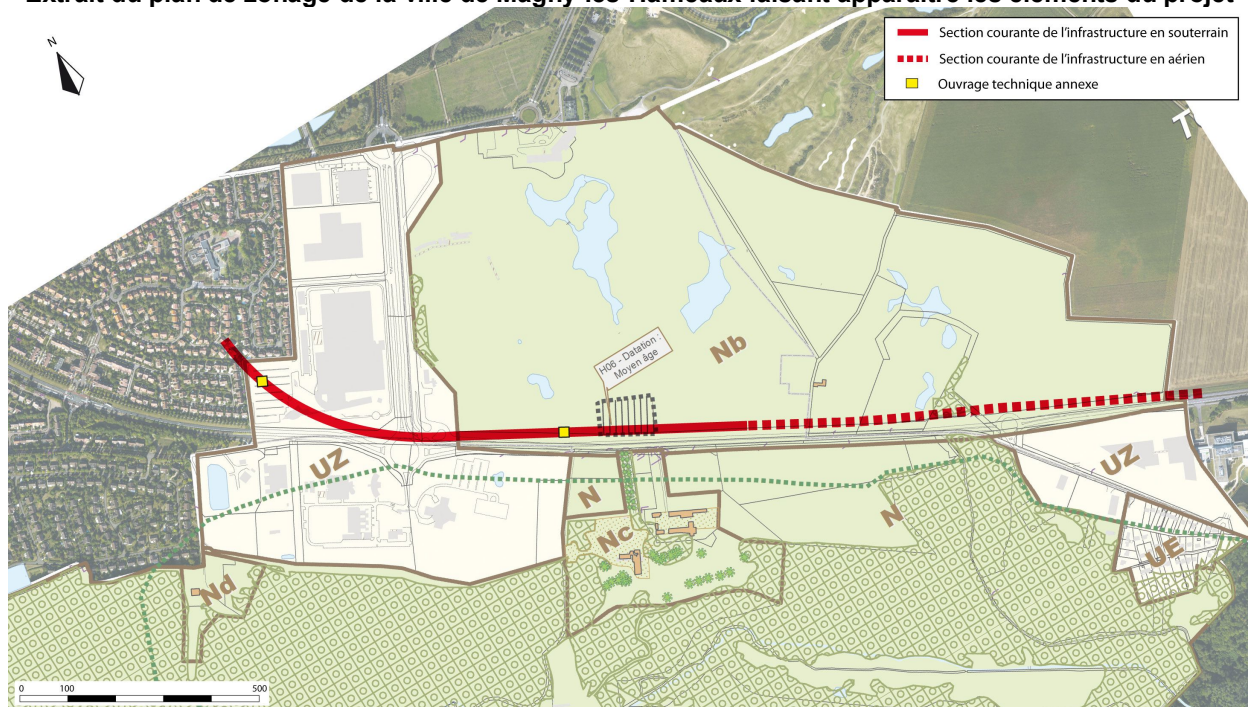 Extrait du plan de zonage de la ville de Magny-les-Hameaux faisant apparaître les éléments du projet
N
Section courante de l'infrastructure en souterrain
Section courante de l'infrastructure en aérien
Ouvrage technique annexe
T
H06 - Datation :
Moyen âge
Nb
UZ
N
Nc
N
UZ
UE
Nd
0 100 500